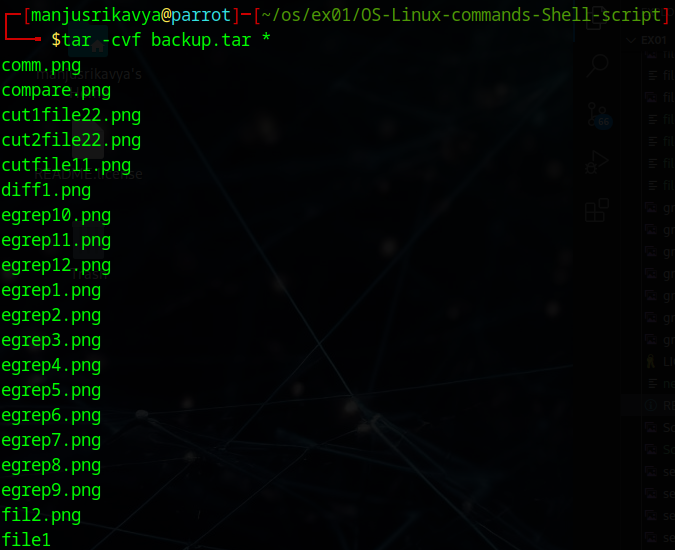 ┌─[manjusrikavya@parrot]─[~/os/ex01/OS-Linux-commands-Shell-script]
└──╼ $tar -cvf backup.tar *
comm.png
compare.png
cut1file22.png
cut2file22.png
cutfile11.png
diff1.png
egrep10.png
egrep11.png
egrep12.png
egrep1.png
egrep2.png
egrep3.png
egrep4.png
egrep5.png
egrep6.png
egrep7.png
egrep8.png
egrep9.png
fil2.png
file1
EX01